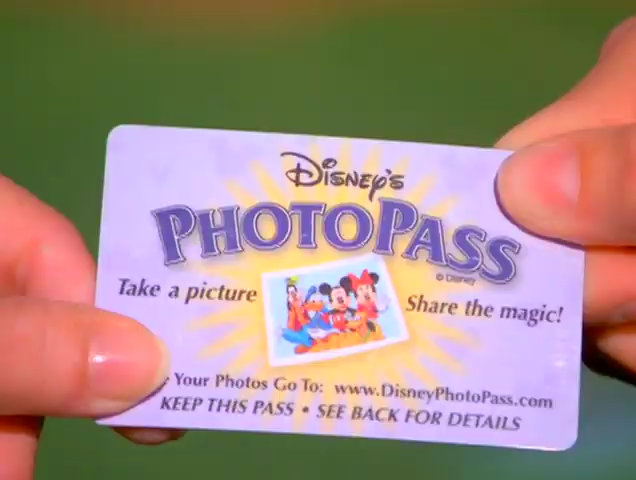 Disney's
PHOTOPASS
© Disney
Take a picture
Share the magic!
Your Photos Go To: www.DisneyPhotoPass.com
KEEP THIS PASS • SEE BACK FOR DETAILS